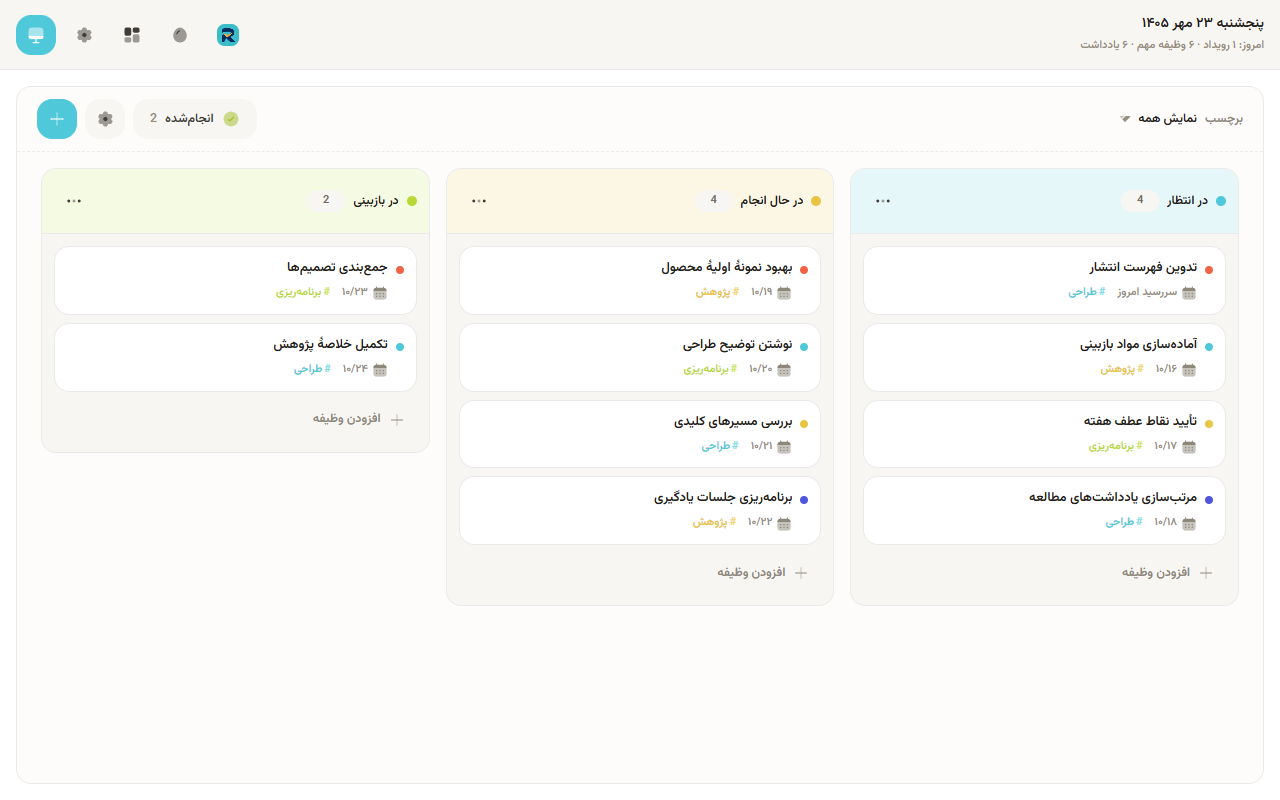 پنجشنبه ۲۳ مهر ۱۴۰۵
امروز: ۱ رویداد · ۶ وظیفه مهم · ۶ یادداشت
برچسب نمایش همه
انجام‌شده 2
در انتظار 4
تدوین فهرست انتشار
سررسید امروز # طراحی
آماده‌سازی مواد بازبینی
۱۰/۱۶ # پژوهش
تأیید نقاط عطف هفته
۱۰/۱۷ # برنامه‌ریزی
مرتب‌سازی یادداشت‌های مطالعه
۱۰/۱۸ # طراحی
افزودن وظیفه
در حال انجام 4
بهبود نمونهٔ اولیهٔ محصول
۱۰/۱۹ # پژوهش
نوشتن توضیح طراحی
۱۰/۲۰ # برنامه‌ریزی
بررسی مسیرهای کلیدی
۱۰/۲۱ # طراحی
برنامه‌ریزی جلسات یادگیری
۱۰/۲۲ # پژوهش
افزودن وظیفه
در بازبینی 2
جمع‌بندی تصمیم‌ها
۱۰/۲۳ # برنامه‌ریزی
تکمیل خلاصهٔ پژوهش
۱۰/۲۴ # طراحی
افزودن وظیفه